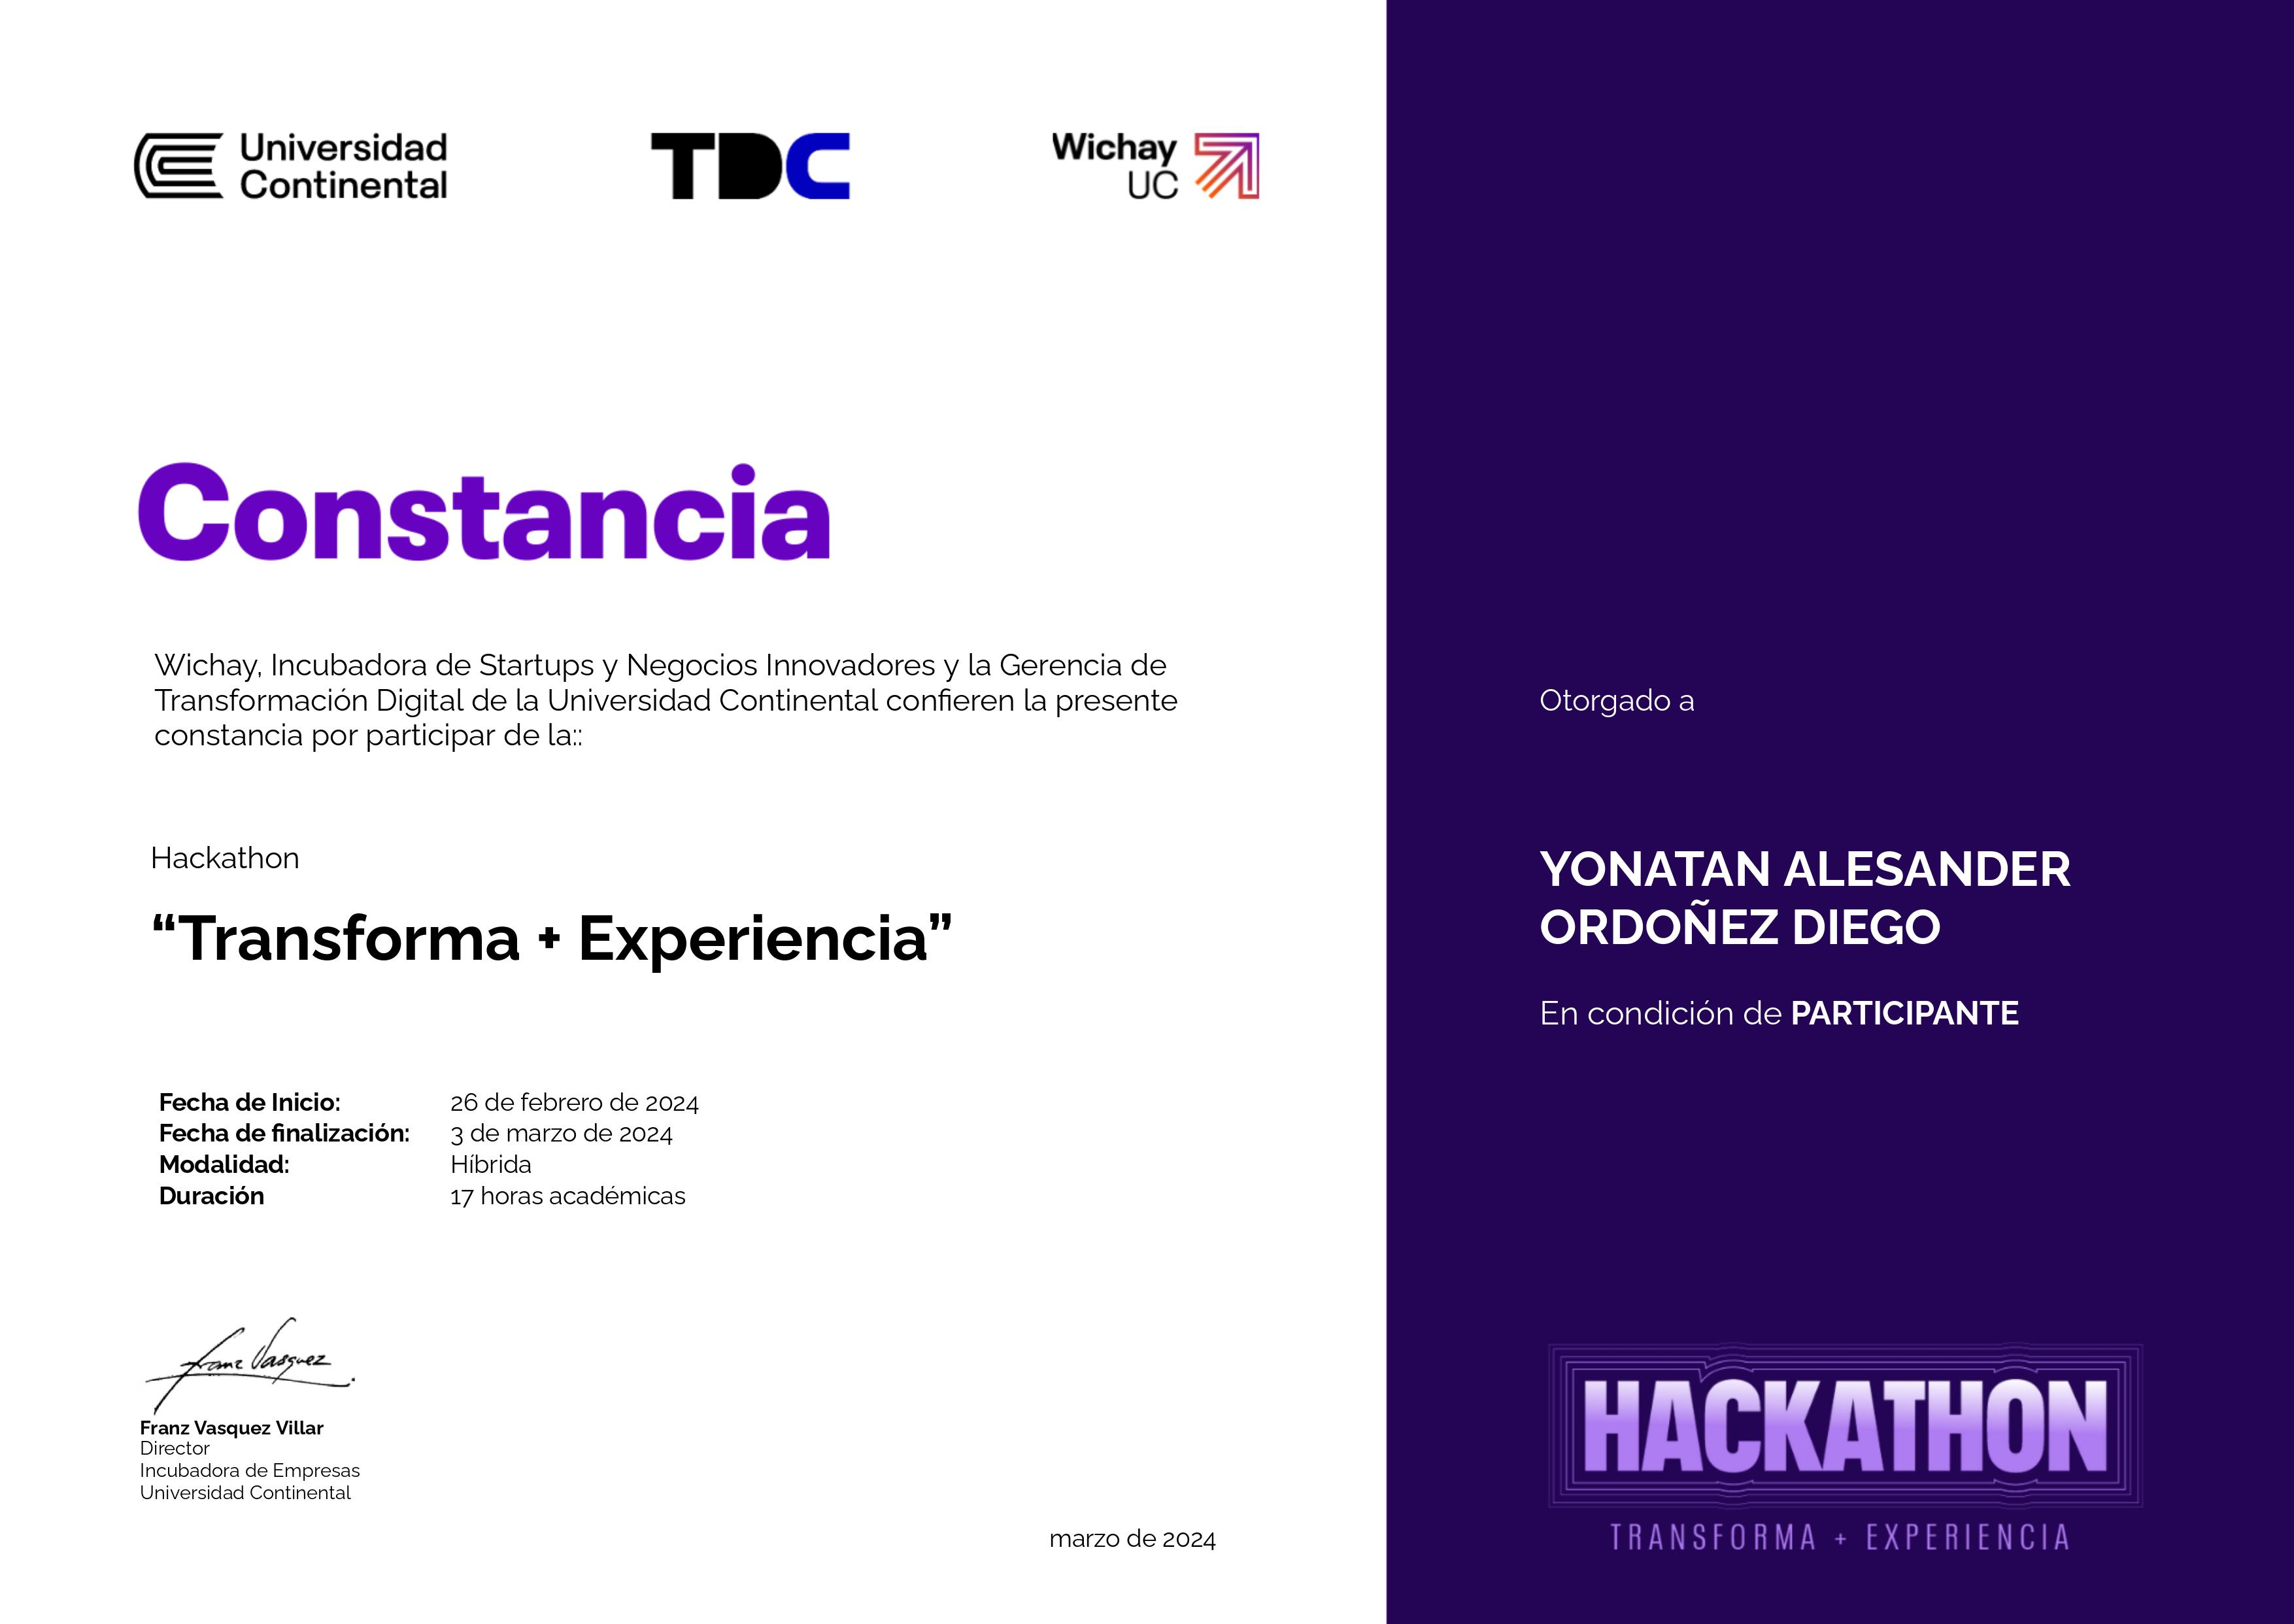 Universidad
Continental
TDC
Wichay
UC
Constancia
Wichay, Incubadora de Startups y Negocios Innovadores y la Gerencia de
Transformación Digital de la Universidad Continental confieren la presente
constancia por participar de la::
Hackathon
“Transforma + Experiencia”
Fecha de Inicio: 26 de febrero de 2024
Fecha de finalización: 3 de marzo de 2024
Modalidad: Híbrida
Duración 17 horas académicas
Franz Vasquez
Franz Vasquez Villar
Director
Incubadora de Empresas
Universidad Continental
marzo de 2024
Otorgado a
YONATAN ALESANDER
ORDOÑEZ DIEGO
En condición de PARTICIPANTE
HACKATHON
TRANSFORMA + EXPERIENCIA